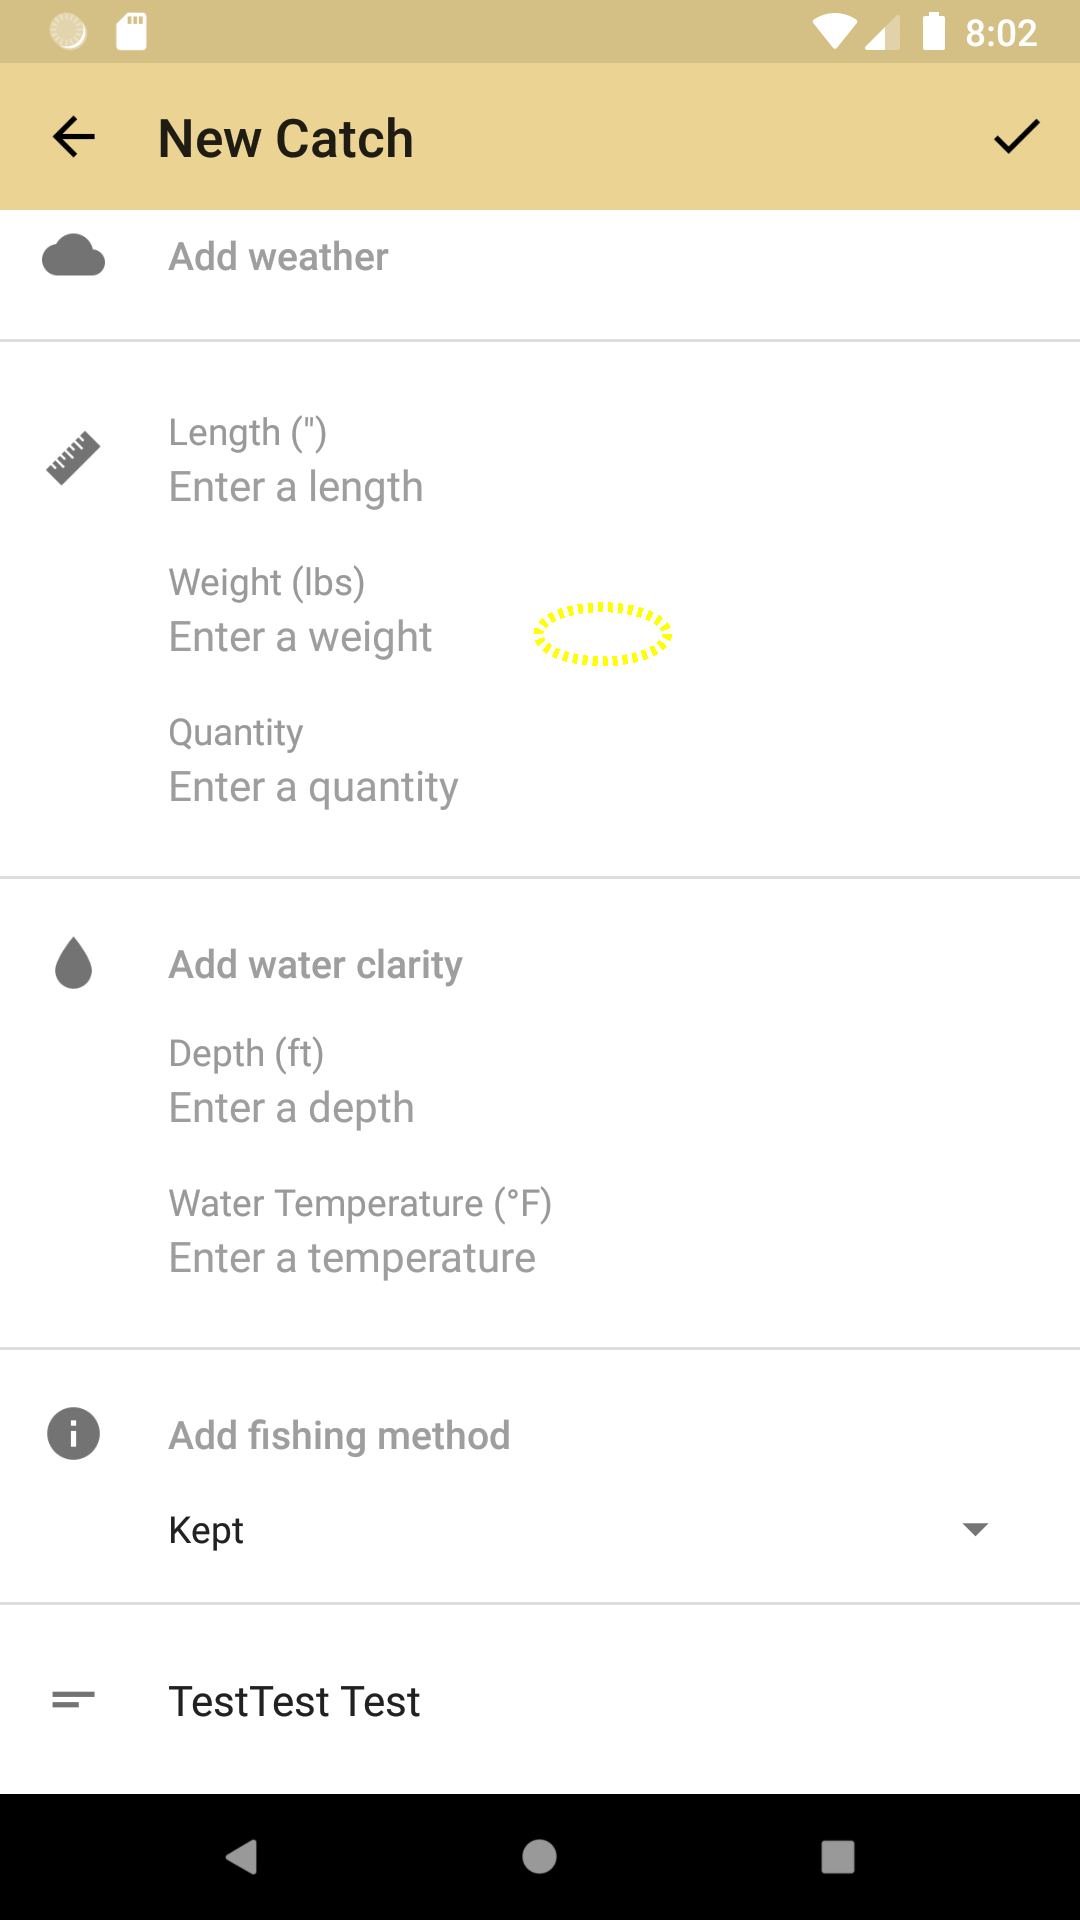 8:02
New Catch
Add weather
Length (")
Enter a length
Weight (lbs)
Enter a weight
Quantity
Enter a quantity
Add water clarity
Depth (ft)
Enter a depth
Water Temperature (°F)
Enter a temperature
Add fishing method
Kept
TestTest Test